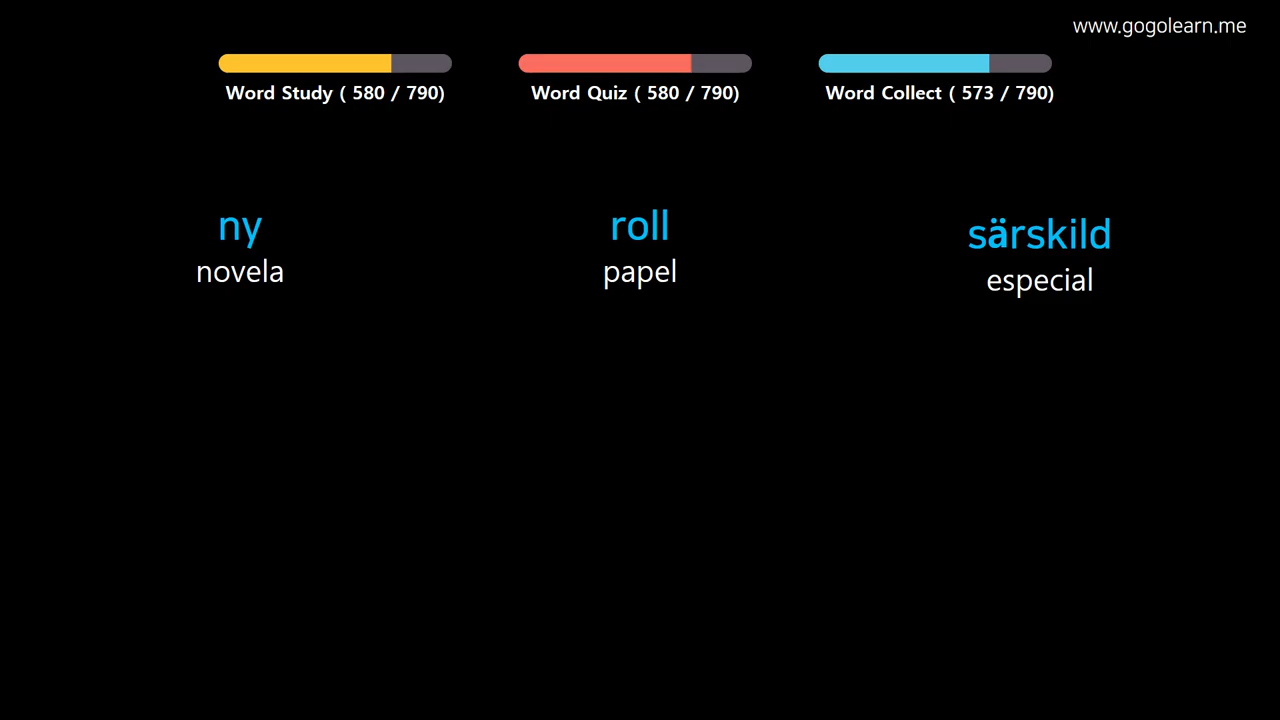 www.gogolearn.me
Word Study ( 580 / 790)
Word Quiz ( 580 / 790)
Word Collect ( 573 / 790)
ny
novela
roll
papel
särskild
especial